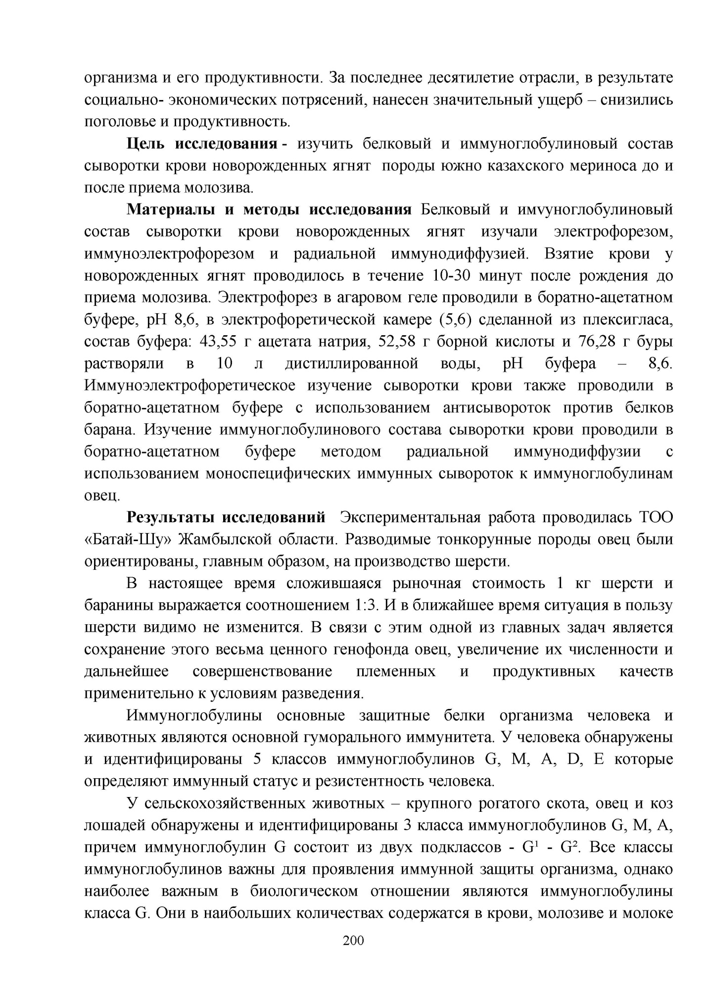 организма и его продуктивности. За последнее десятилетие отрасли, в результате
социально- экономических потрясений, нанесен значительный ущерб – снизились
поголовье и продуктивность.
Цель исследования - изучить белковый и иммуноглобулиновый состав
сыворотки крови новорожденных ягнят породы южно казахского мериноса до и
после приема молозива.
Материалы и методы исследования Белковый и имvуноглобулиновый
состав сыворотки крови новорожденных ягнят изучали электрофорезом,
иммуноэлектрофорезом и радиальной иммунодиффузией. Взятие крови у
новорожденных ягнят проводилось в течение 10-30 минут после рождения до
приема молозива. Электрофорез в агаровом геле проводили в боратно-ацетатном
буфере, pH 8,6, в электрофоретической камере (5,6) сделанной из плексигласа,
состав буфера: 43,55 г ацетата натрия, 52,58 г борной кислоты и 76,28 г буры
растворяли в 10 л дистиллированной воды, pH буфера – 8,6.
Иммуноэлектрофоретическое изучение сыворотки крови также проводили в
боратно-ацетатном буфере с использованием антисывороток против белков
барана. Изучение иммуноглобулинового состава сыворотки крови проводили в
боратно-ацетатном буфере методом радиальной иммунодиффузии с
использованием моноспецифических иммунных сывороток к иммуноглобулинам
овец.
Результаты исследований Экспериментальная работа проводилась ТОО
«Батай-Шу» Жамбылской области. Разводимые тонкорунные породы овец были
ориентированы, главным образом, на производство шерсти.
В настоящее время сложившаяся рыночная стоимость 1 кг шерсти и
баранины выражается соотношением 1:3. И в ближайшее время ситуация в пользу
шерсти видимо не изменится. В связи с этим одной из главных задач является
сохранение этого весьма ценного генофонда овец, увеличение их численности и
дальнейшее совершенствование племенных и продуктивных качеств
применительно к условиям разведения.
Иммуноглобулины основные защитные белки организма человека и
животных являются основной гуморального иммунитета. У человека обнаружены
и идентифицированы 5 классов иммуноглобулинов G, M, A, D, E которые
определяют иммунный статус и резистентность человека.
У сельскохозяйственных животных – крупного рогатого скота, овец и коз
лошадей обнаружены и идентифицированы 3 класса иммуноглобулинов G, M, A,
причем иммуноглобулин G состоит из двух подклассов - G¹ - G². Все классы
иммуноглобулинов важны для проявления иммунной защиты организма, однако
наиболее важным в биологическом отношении являются иммуноглобулины
класса G. Они в наибольших количествах содержатся в крови, молозиве и молоке
200